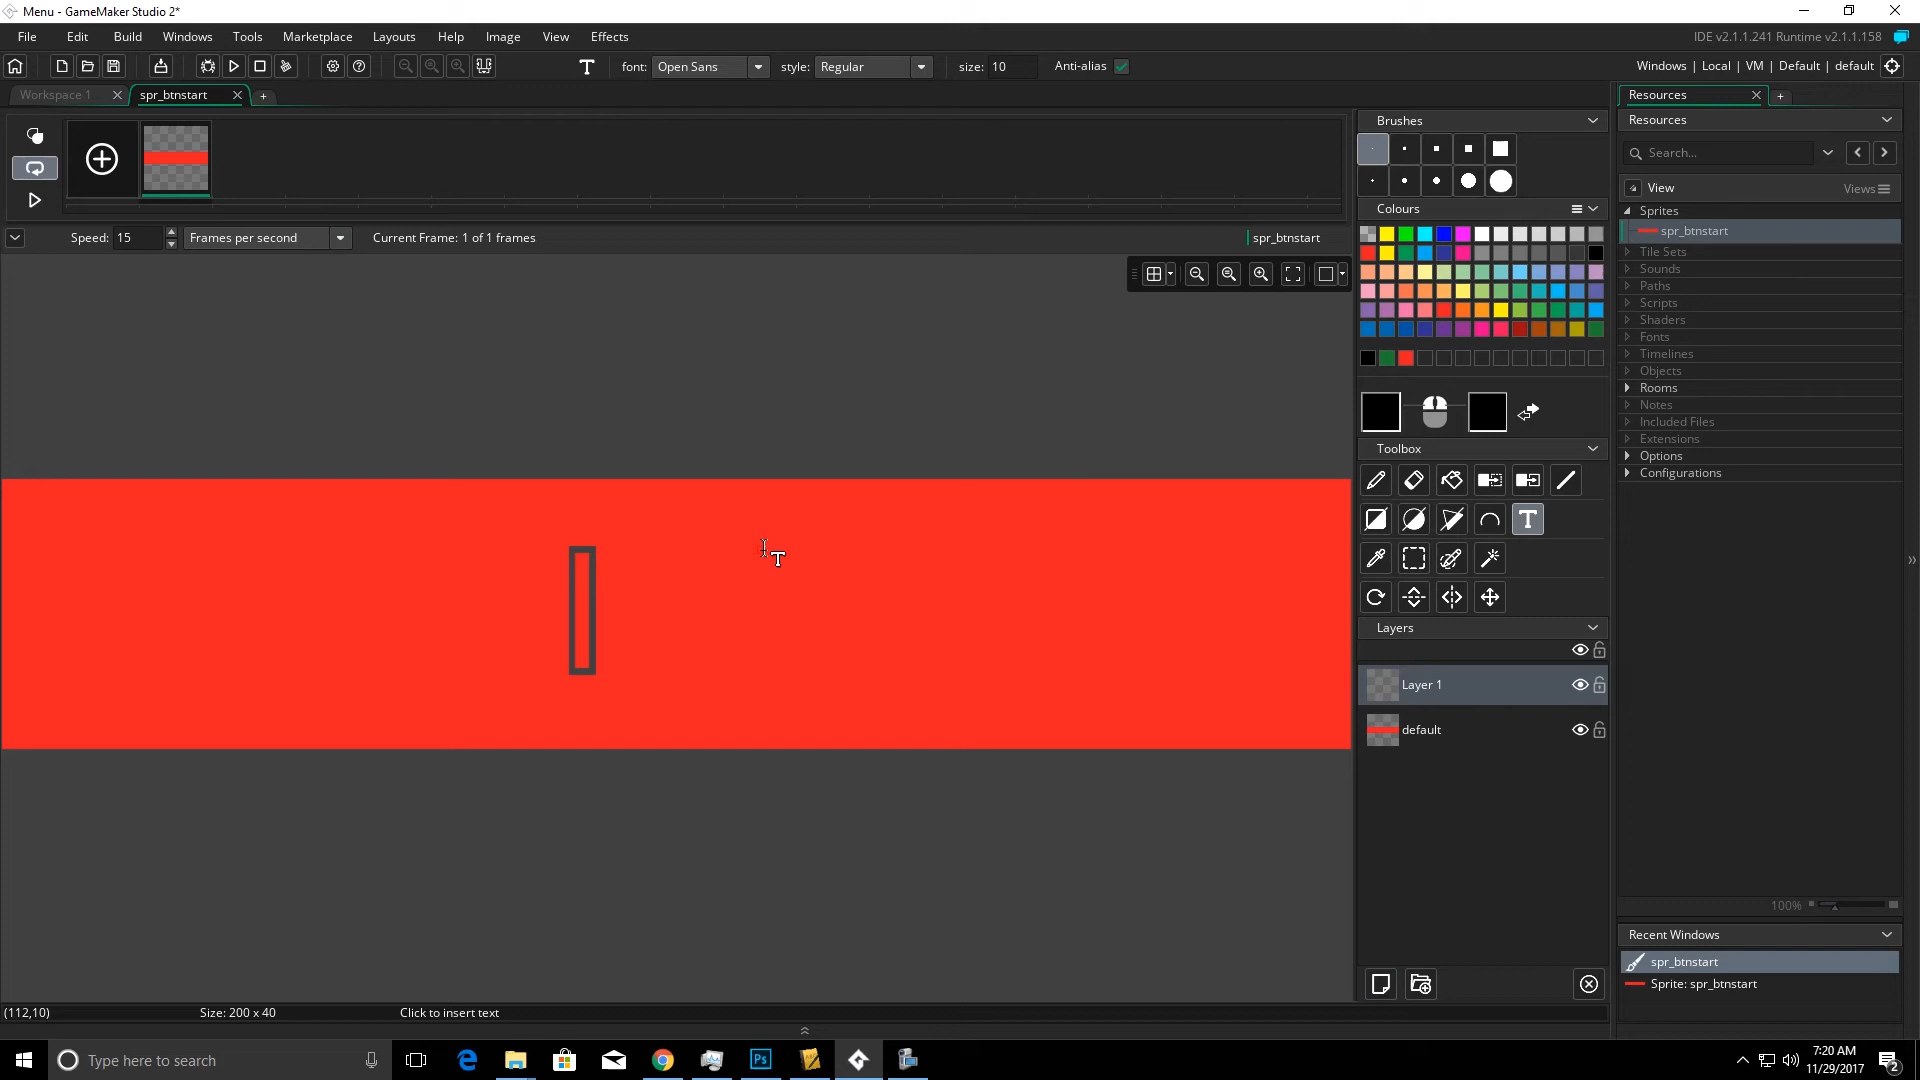 Menu - GameMaker Studio 2*
File Edit Build Windows Tools Marketplace Layouts Help Image View Effects
IDE v2.1.1.241 Runtime v2.1.1.158
font: Open Sans style: Regular size: 10 Anti-alias
Windows | Local | VM | Default | default
Workspace 1
spr_btnstart
Resources
Brushes
Resources
Search...
View
Views
Colours
Sprites
spr_btnstart
Speed: 15 Frames per second Current Frame: 1 of 1 frames
spr_btnstart
Tile Sets
Sounds
Paths
Scripts
Shaders
Fonts
Timelines
Objects
Rooms
Notes
Included Files
Extensions
Options
Configurations
Toolbox
T
Layers
Layer 1
default
100%
Recent Windows
spr_btnstart
Sprite: spr_btnstart
(112,10) Size: 200 x 40 Click to insert text
Type here to search
Ps
7:20 AM
11/29/2017
2